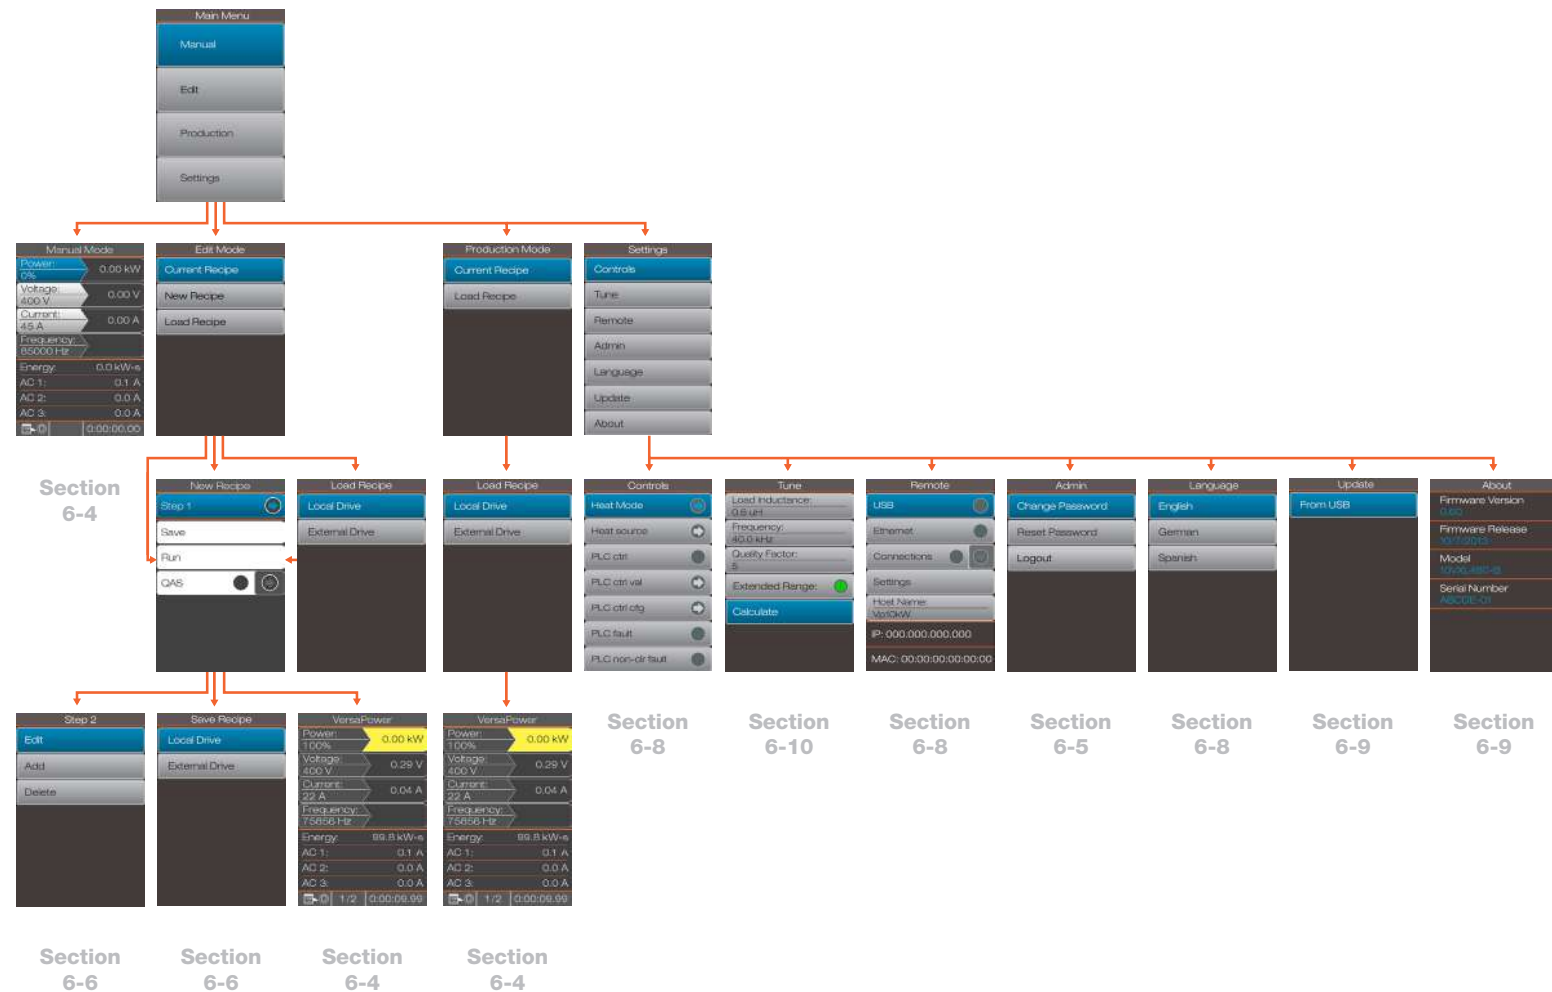 Main Menu
Manual
Edit
Production
Settings
Manual Mode
Power:
0%
0.00 kW
Voltage:
400 V
0.00 V
Current:
45 A
0.00 A
Frequency:
85000 Hz
Energy: 0.0 kW-s
AC 1: 0.1 A
AC 2: 0.0 A
AC 3: 0.0 A
0:00:00.00
Section
6-4
Edit Mode
Current Recipe
New Recipe
Load Recipe
Production Mode
Current Recipe
Load Recipe
Settings
Controls
Tune
Remote
Admin
Language
Update
About
New Recipe
Step 1
Save
Run
QAS
Load Recipe
Local Drive
External Drive
Load Recipe
Local Drive
External Drive
Controls
Heat Mode
Heat source
PLC ctrl
PLC ctrl val
PLC ctrl cfg
PLC fault
PLC non-clr fault
Tune
Load Inductance:
0.6 uH
Frequency:
40.0 kHz
Quality Factor:
5
Extended Range:
Calculate
Remote
USB
Ethernet
Connections
Settings
Host Name:
Vp10kW
IP: 000.000.000.000
MAC: 00:00:00:00:00:00
Admin
Change Password
Reset Password
Logout
Language
English
German
Spanish
Update
From USB
About
Firmware Version
Firmware Release
10/7/2013
Model
Serial Number
ABCDE-01
Step 2
Edit
Add
Delete
Save Recipe
Local Drive
External Drive
VersaPower
Power:
100%
0.00 kW
Voltage:
400 V
0.29 V
Current:
22 A
0.04 A
Frequency:
75856 Hz
Energy: 99.8 kW-s
AC 1: 0.1 A
AC 2: 0.0 A
AC 3: 0.0 A
1/2 0:00:09.99
VersaPower
Power:
100%
0.00 kW
Voltage:
400 V
0.29 V
Current:
22 A
0.04 A
Frequency:
75856 Hz
Energy: 99.8 kW-s
AC 1: 0.1 A
AC 2: 0.0 A
AC 3: 0.0 A
1/2 0:00:09.99
Section
6-8
Section
6-10
Section
6-8
Section
6-5
Section
6-8
Section
6-9
Section
6-9
Section
6-6
Section
6-6
Section
6-4
Section
6-4